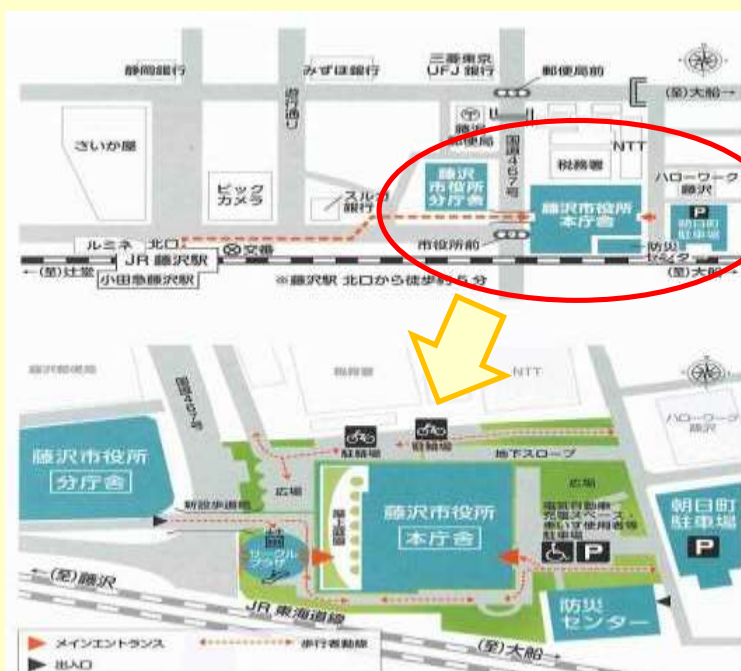 静岡銀行
みずほ銀行
三菱東京
UFJ 銀行
郵便局前
(至)大船→
遊行通り
さいか屋
藤沢
郵便局
国道467号
NTT
税務署
ビック
カメラ
スルガ
銀行
藤沢
市役所
分庁舎
藤沢市役所
本庁舎
ハローワーク
藤沢
P
朝日町
駐車場
ルミネ 北口
交番
市役所前
防災
センター
JR 藤沢駅
←(至)辻堂
小田急藤沢駅
※藤沢駅 北口から徒歩約5分
(至)大船→
藤沢郵便局
国道467号
税務署
NTT
ハローワーク
藤沢
駐輪場
駐輪場
地下スロープ
藤沢市役所
分庁舎
新設歩道橋
広場
屋上庭園
藤沢市役所
本庁舎
広場
電気自動車
充電スペース・
車いす使用者等
駐車場
P
朝日町
駐車場
P
サークル
プラザ
←(至)藤沢
JR 東海道線
防災
センター
(至)大船→
メインエントランス
歩行者動線
出入口